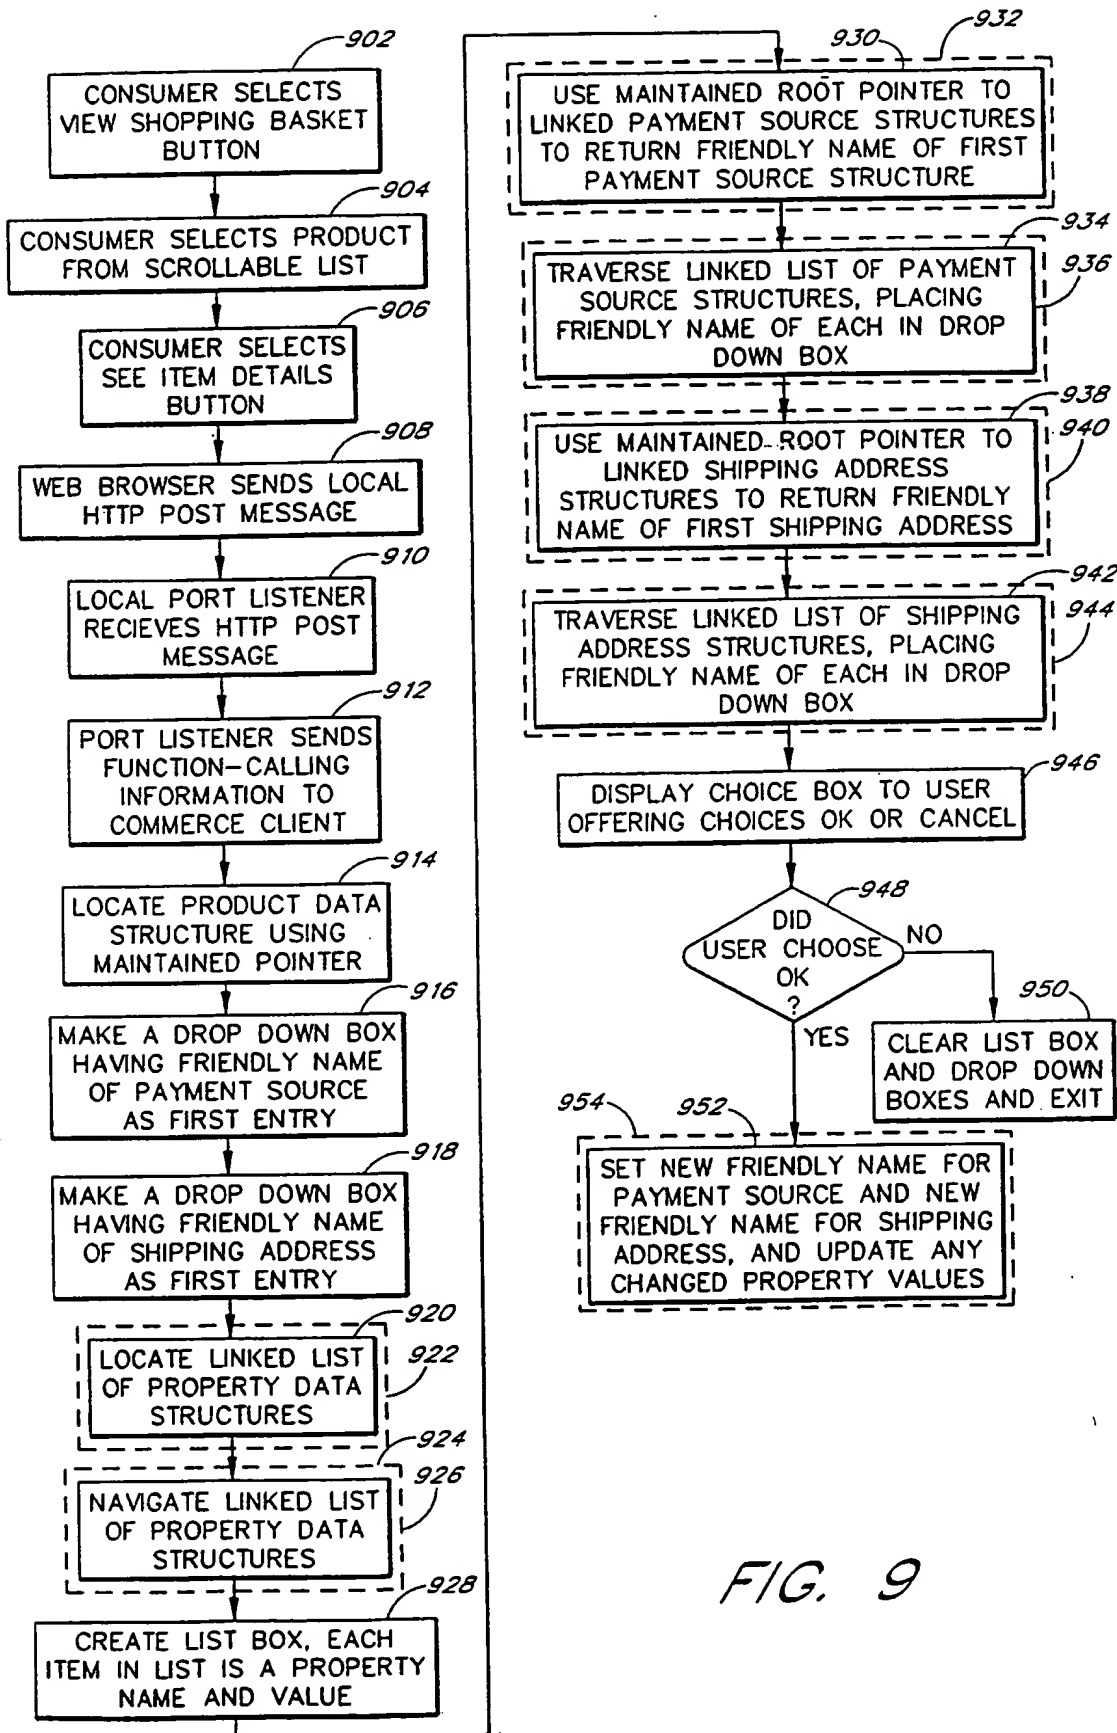 902
CONSUMER SELECTS
VIEW SHOPPING BASKET
BUTTON
904
CONSUMER SELECTS PRODUCT
FROM SCROLLABLE LIST
906
CONSUMER SELECTS
SEE ITEM DETAILS
BUTTON
908
WEB BROWSER SENDS LOCAL
HTTP POST MESSAGE
910
LOCAL PORT LISTENER
RECIEVES HTTP POST
MESSAGE
912
PORT LISTENER SENDS
FUNCTION-CALLING
INFORMATION TO
COMMERCE CLIENT
914
LOCATE PRODUCT DATA
STRUCTURE USING
MAINTAINED POINTER
916
MAKE A DROP DOWN BOX
HAVING FRIENDLY NAME
OF PAYMENT SOURCE
AS FIRST ENTRY
918
MAKE A DROP DOWN BOX
HAVING FRIENDLY NAME
OF SHIPPING ADDRESS
AS FIRST ENTRY
920
LOCATE LINKED LIST
OF PROPERTY DATA
STRUCTURES
922
924
926
NAVIGATE LINKED LIST
OF PROPERTY DATA
STRUCTURES
928
CREATE LIST BOX, EACH
ITEM IN LIST IS A PROPERTY
NAME AND VALUE
930
932
USE MAINTAINED ROOT POINTER TO
LINKED PAYMENT SOURCE STRUCTURES
TO RETURN FRIENDLY NAME OF FIRST
PAYMENT SOURCE STRUCTURE
934
936
TRAVERSE LINKED LIST OF PAYMENT
SOURCE STRUCTURES, PLACING
FRIENDLY NAME OF EACH IN DROP
DOWN BOX
938
940
USE MAINTAINED ROOT POINTER TO
LINKED SHIPPING ADDRESS
STRUCTURES TO RETURN FRIENDLY
NAME OF FIRST SHIPPING ADDRESS
942
944
TRAVERSE LINKED LIST OF SHIPPING
ADDRESS STRUCTURES, PLACING
FRIENDLY NAME OF EACH IN DROP
DOWN BOX
946
DISPLAY CHOICE BOX TO USER
OFFERING CHOICES OK OR CANCEL
948
DID
USER CHOOSE
OK
?
NO
YES
950
CLEAR LIST BOX
AND DROP DOWN
BOXES AND EXIT
954
952
SET NEW FRIENDLY NAME FOR
PAYMENT SOURCE AND NEW
FRIENDLY NAME FOR SHIPPING
ADDRESS, AND UPDATE ANY
CHANGED PROPERTY VALUES
FIG. 9